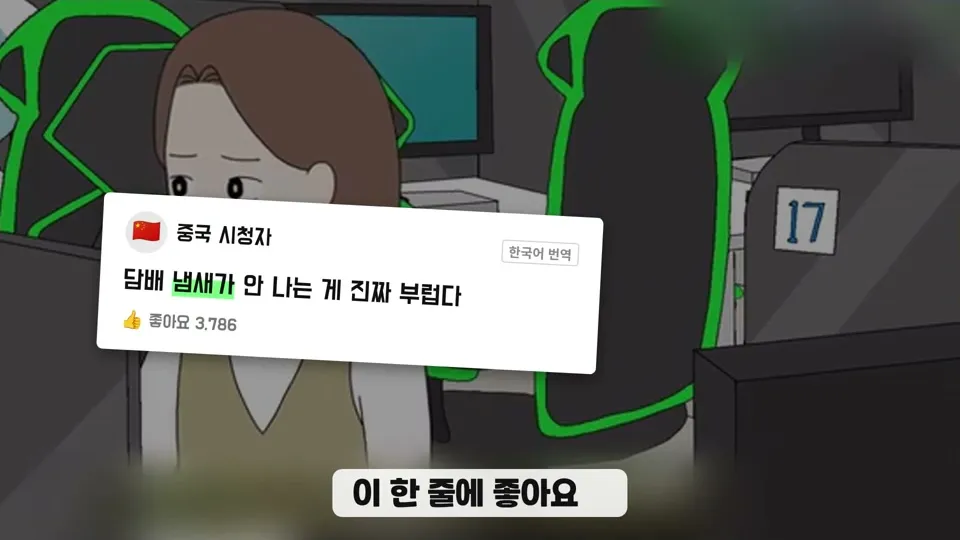 17
중국 시청자
한국어 번역
담배 냄새가 안 나는 게 진짜 부럽다
👍 좋아요 3,786
이 한 줄에 좋아요